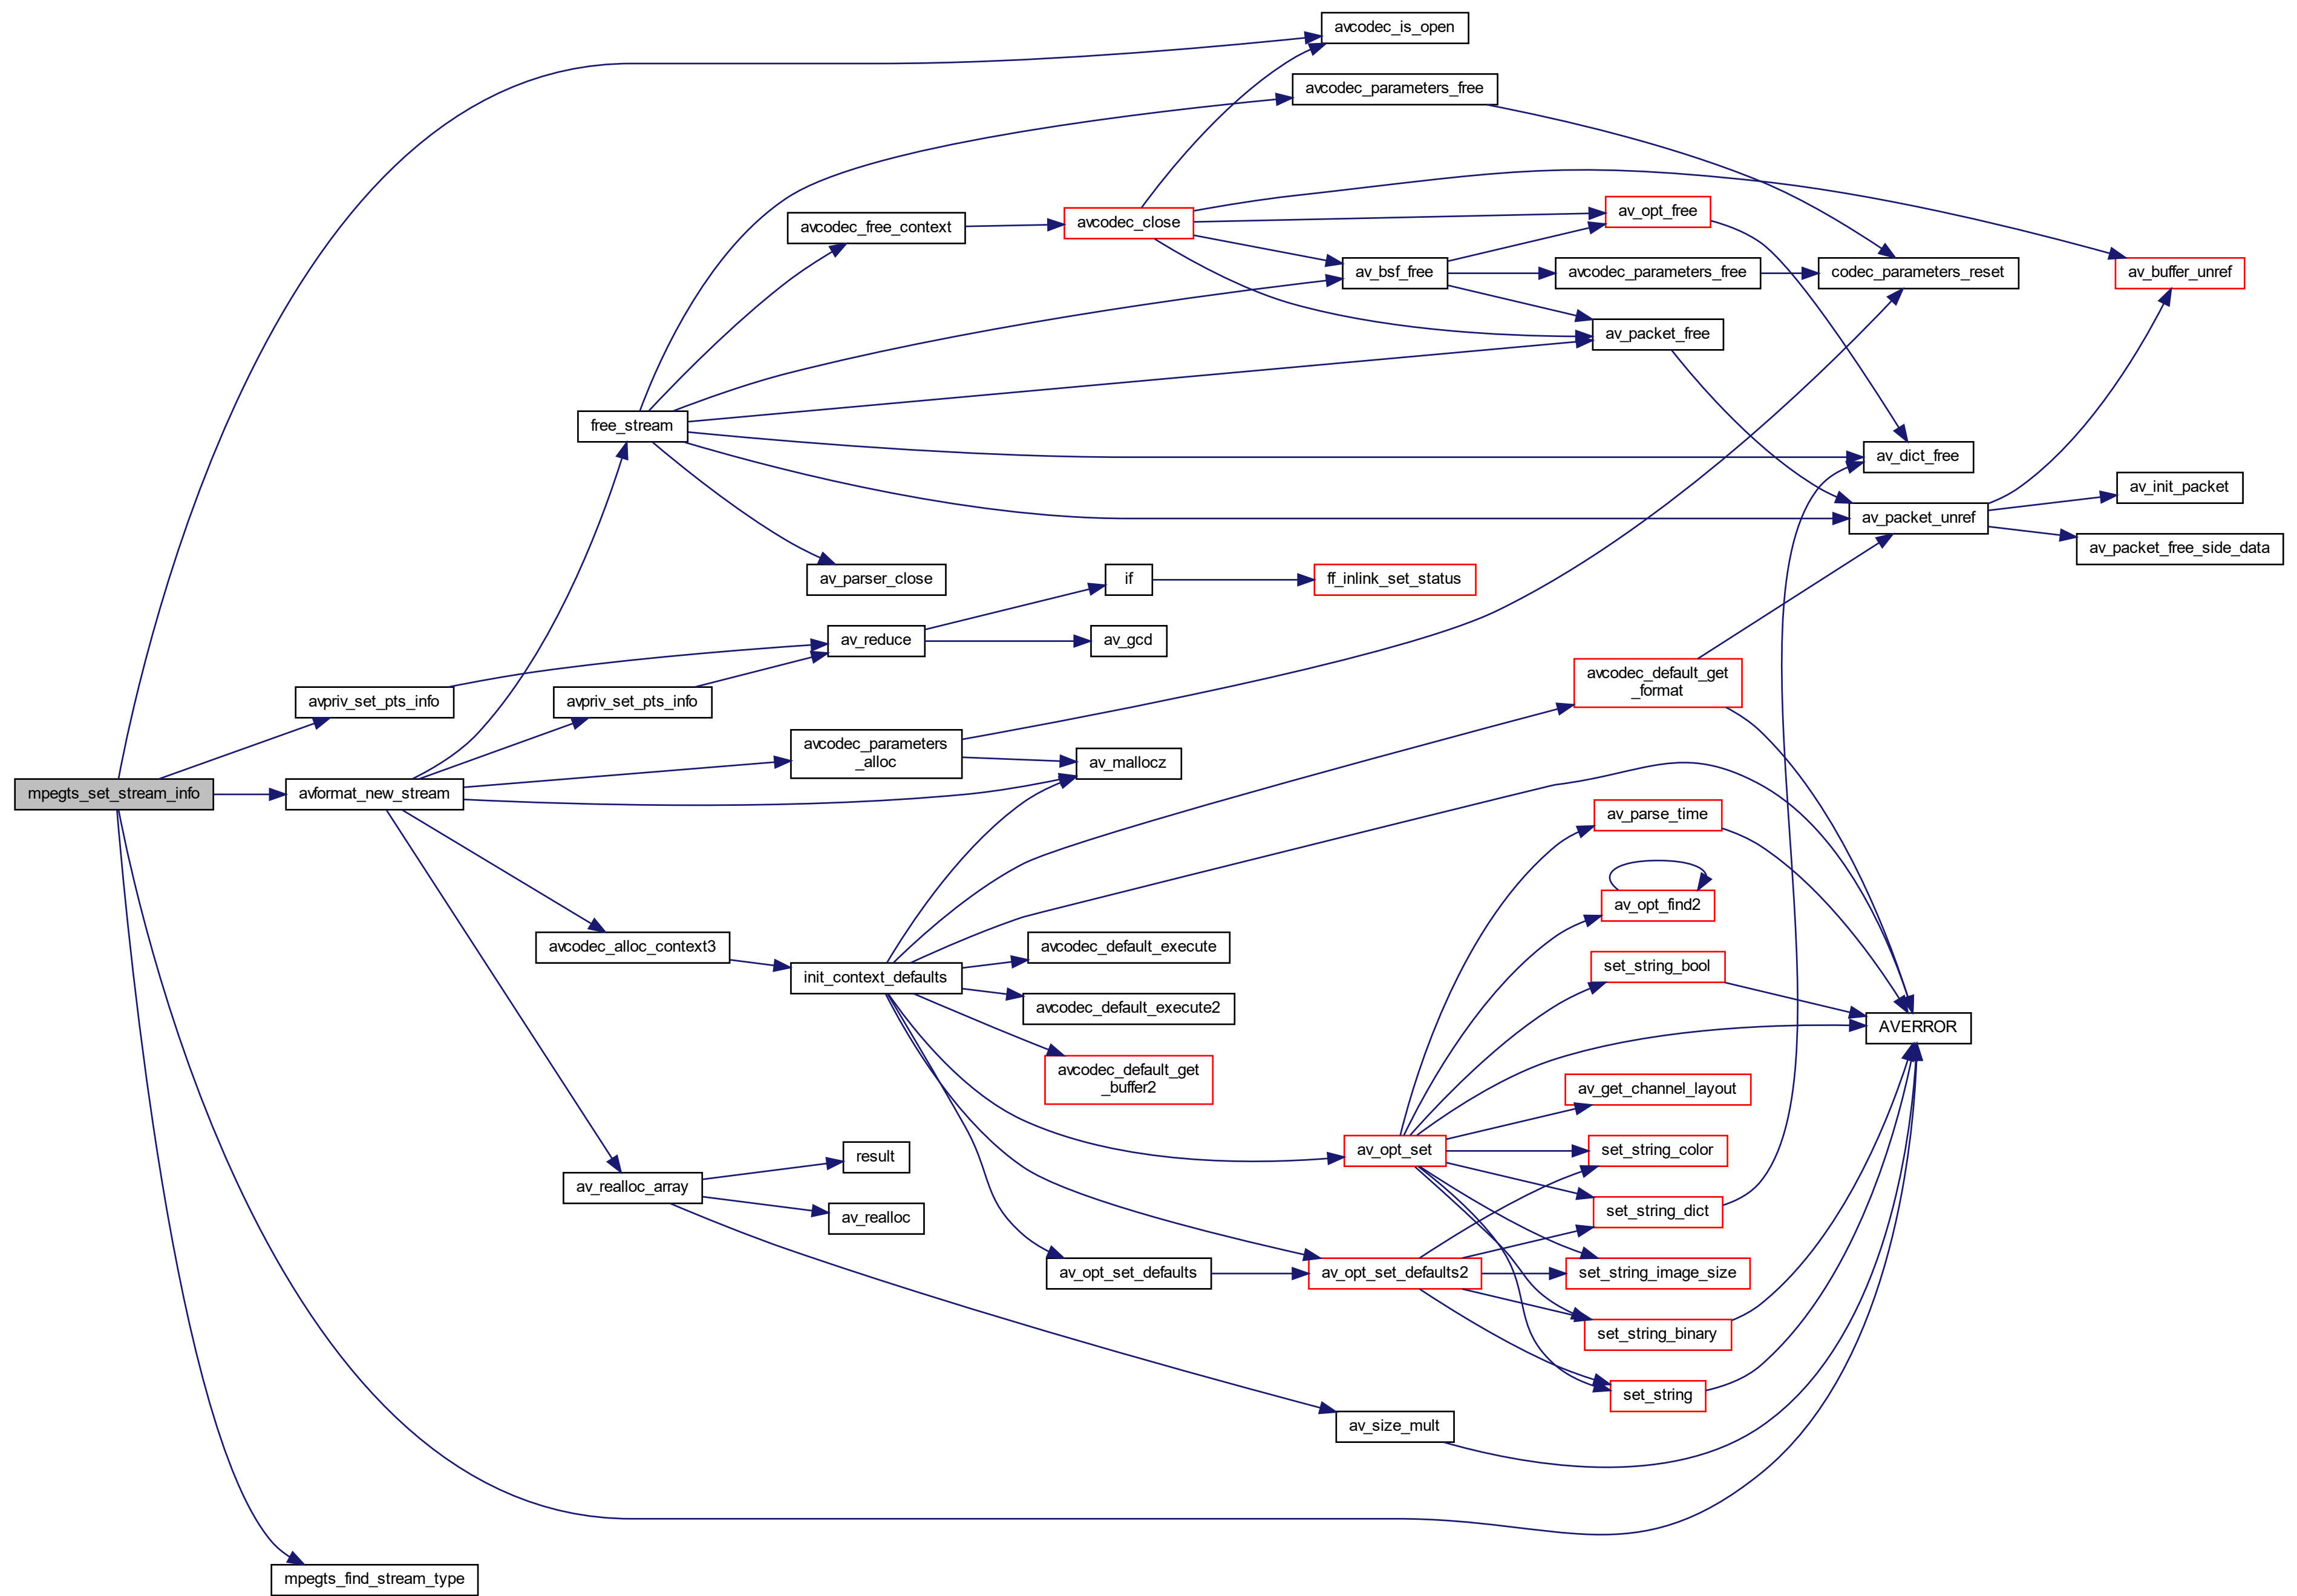 avcodec_is_open
avcodec_parameters_free
av_opt_free
avcodec_free_context
avcodec_close
av_bsf_free
avcodec_parameters_free
codec_parameters_reset
av_buffer_unref
av_packet_free
free_stream
av_dict_free
av_init_packet
av_packet_unref
av_packet_free_side_data
av_parser_close
if
ff_inlink_set_status
av_reduce
av_gcd
avcodec_default_get
_format
avpriv_set_pts_info
avpriv_set_pts_info
avcodec_parameters
_alloc
av_mallocz
mpegts_set_stream_info
avformat_new_stream
av_parse_time
av_opt_find2
avcodec_alloc_context3
avcodec_default_execute
set_string_bool
init_context_defaults
avcodec_default_execute2
AVERROR
avcodec_default_get
_buffer2
av_get_channel_layout
result
av_opt_set
set_string_color
av_realloc_array
av_realloc
set_string_dict
av_opt_set_defaults
av_opt_set_defaults2
set_string_image_size
set_string_binary
set_string
av_size_mult
mpegts_find_stream_type